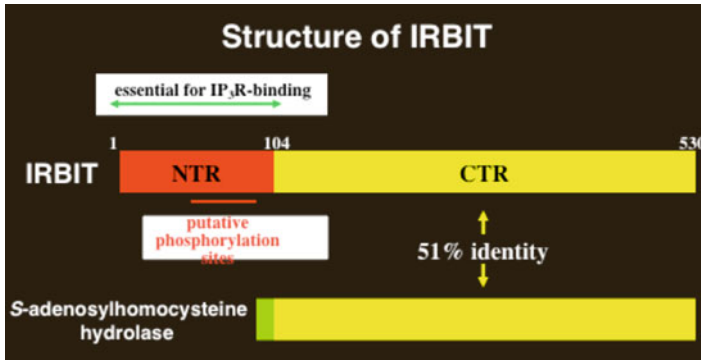 Structure of IRBIT
essential for IP₃R-binding
1 104 530
IRBIT NTR CTR
putative
phosphorylation
sites
51% identity
S-adenosylhomocysteine
hydrolase